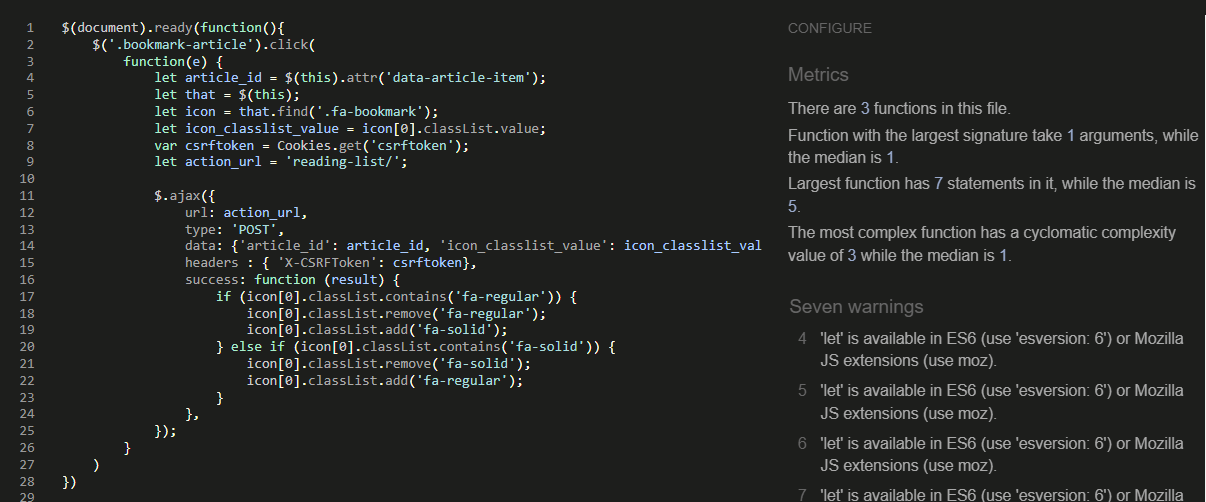 1 $(document).ready(function(){
2 $('.bookmark-article').click(
3 function(e) {
4 let article_id = $(this).attr('data-article-item');
5 let that = $(this);
6 let icon = that.find('.fa-bookmark');
7 let icon_classlist_value = icon[0].classList.value;
8 var csrftoken = Cookies.get('csrftoken');
9 let action_url = 'reading-list/';
10
11 $.ajax({
12 url: action_url,
13 type: 'POST',
14 data: {'article_id': article_id, 'icon_classlist_value': icon_classlist_val
15 headers : { 'X-CSRFToken': csrftoken},
16 success: function (result) {
17 if (icon[0].classList.contains('fa-regular')) {
18 icon[0].classList.remove('fa-regular');
19 icon[0].classList.add('fa-solid');
20 } else if (icon[0].classList.contains('fa-solid')) {
21 icon[0].classList.remove('fa-solid');
22 icon[0].classList.add('fa-regular');
23 }
24 },
25 });
26 }
27 )
28 })
29
CONFIGURE
Metrics
There are 3 functions in this file.
Function with the largest signature take 1 arguments, while
the median is 1.
Largest function has 7 statements in it, while the median is
5.
The most complex function has a cyclomatic complexity
value of 3 while the median is 1.
Seven warnings
4 'let' is available in ES6 (use 'esversion: 6') or Mozilla
JS extensions (use moz).
5 'let' is available in ES6 (use 'esversion: 6') or Mozilla
JS extensions (use moz).
6 'let' is available in ES6 (use 'esversion: 6') or Mozilla
JS extensions (use moz).
7 'let' is available in ES6 (use 'esversion: 6') or Mozilla